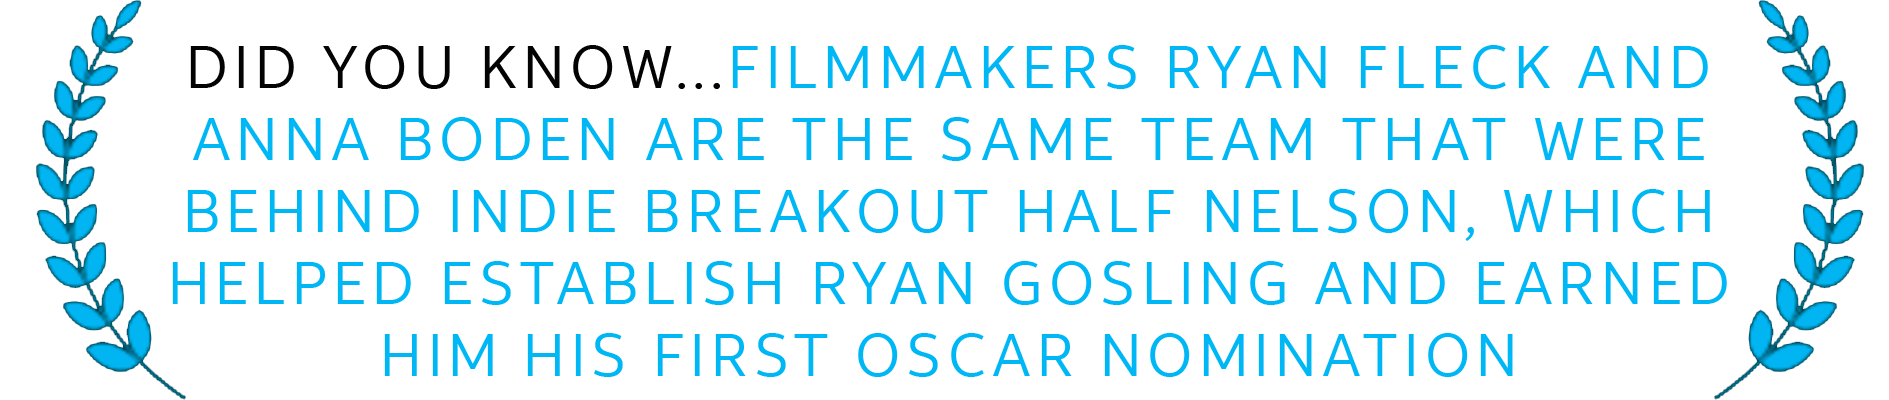 DID YOU KNOW...FILMMAKERS RYAN FLECK AND
ANNA BODEN ARE THE SAME TEAM THAT WERE
BEHIND INDIE BREAKOUT HALF NELSON, WHICH
HELPED ESTABLISH RYAN GOSLING AND EARNED
HIM HIS FIRST OSCAR NOMINATION